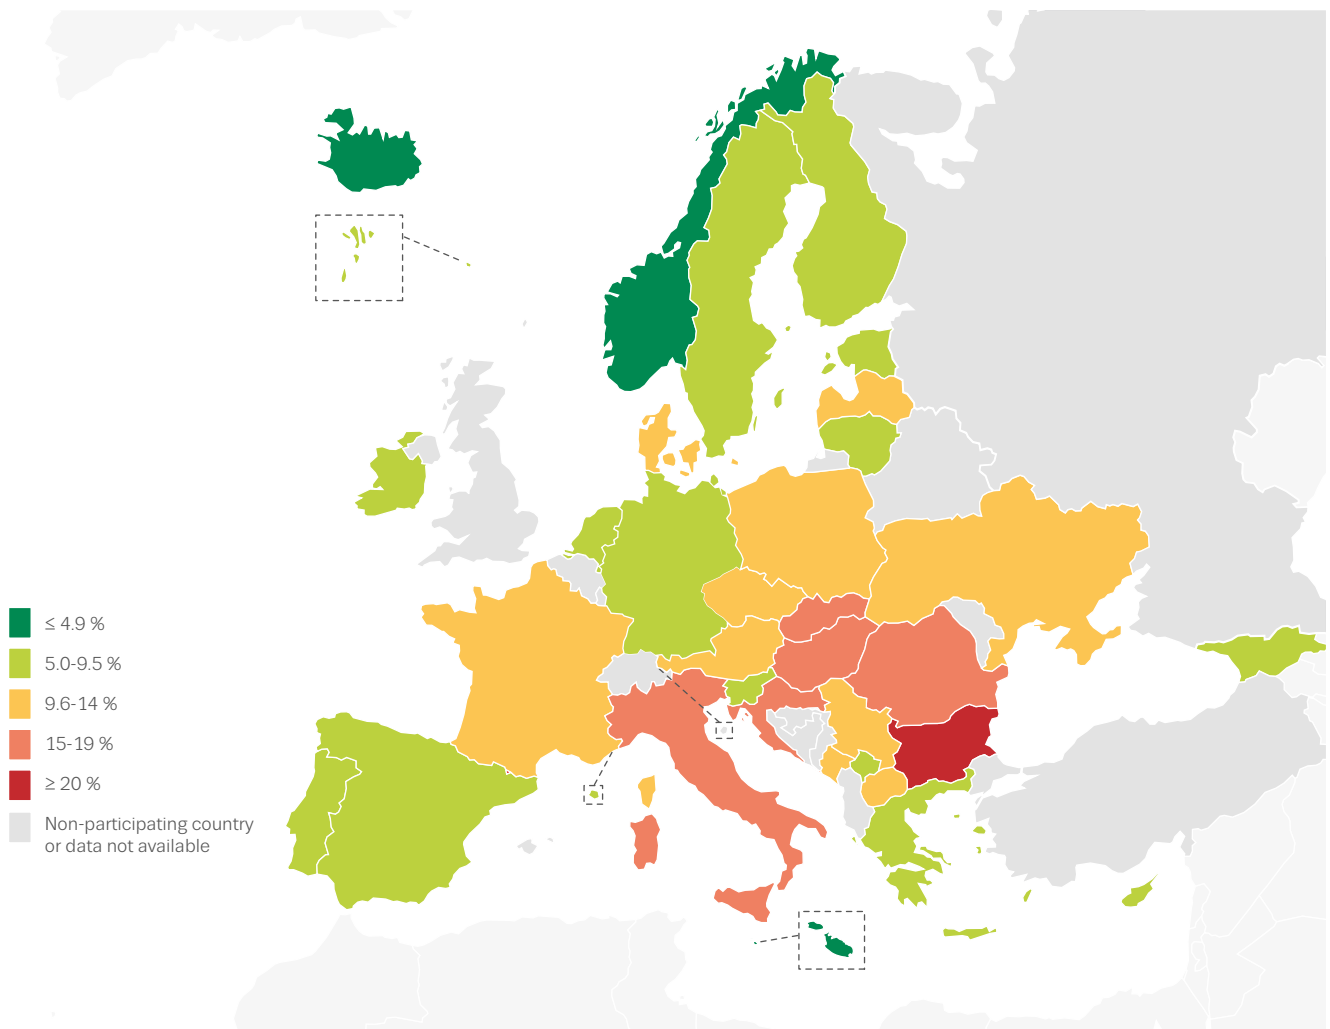 ≤ 4.9 %
5.0-9.5 %
9.6-14 %
15-19 %
≥ 20 %
Non-participating country
or data not available